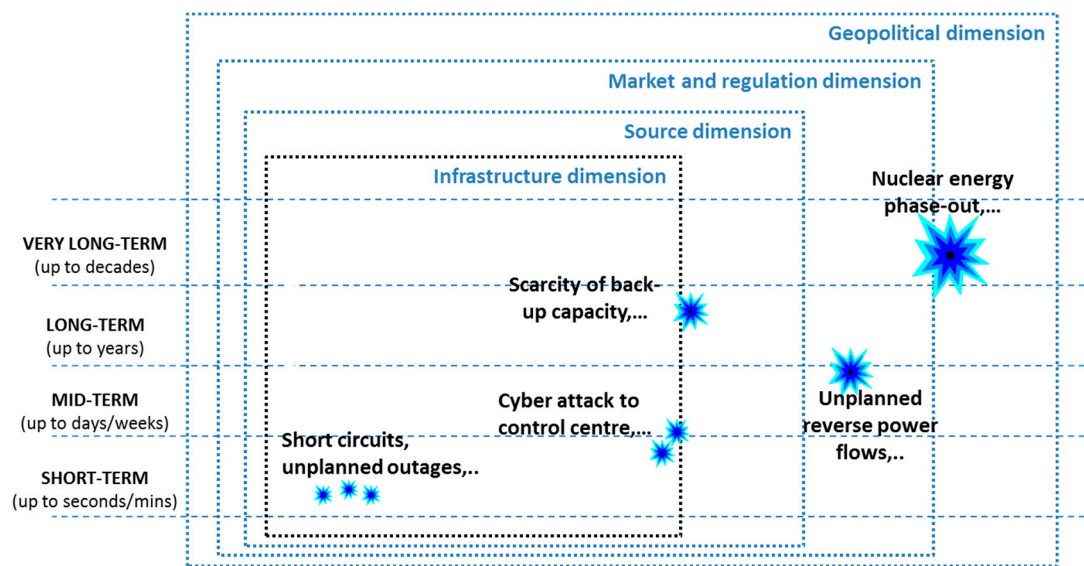 Geopolitical dimension
Market and regulation dimension
Source dimension
Infrastructure dimension
Nuclear energy
phase-out,...
VERY LONG-TERM
(up to decades)
Scarcity of back-
up capacity,...
LONG-TERM
(up to years)
MID-TERM
(up to days/weeks)
Cyber attack to
control centre,...
Unplanned
reverse power
flows,..
Short circuits,
unplanned outages,..
SHORT-TERM
(up to seconds/mins)